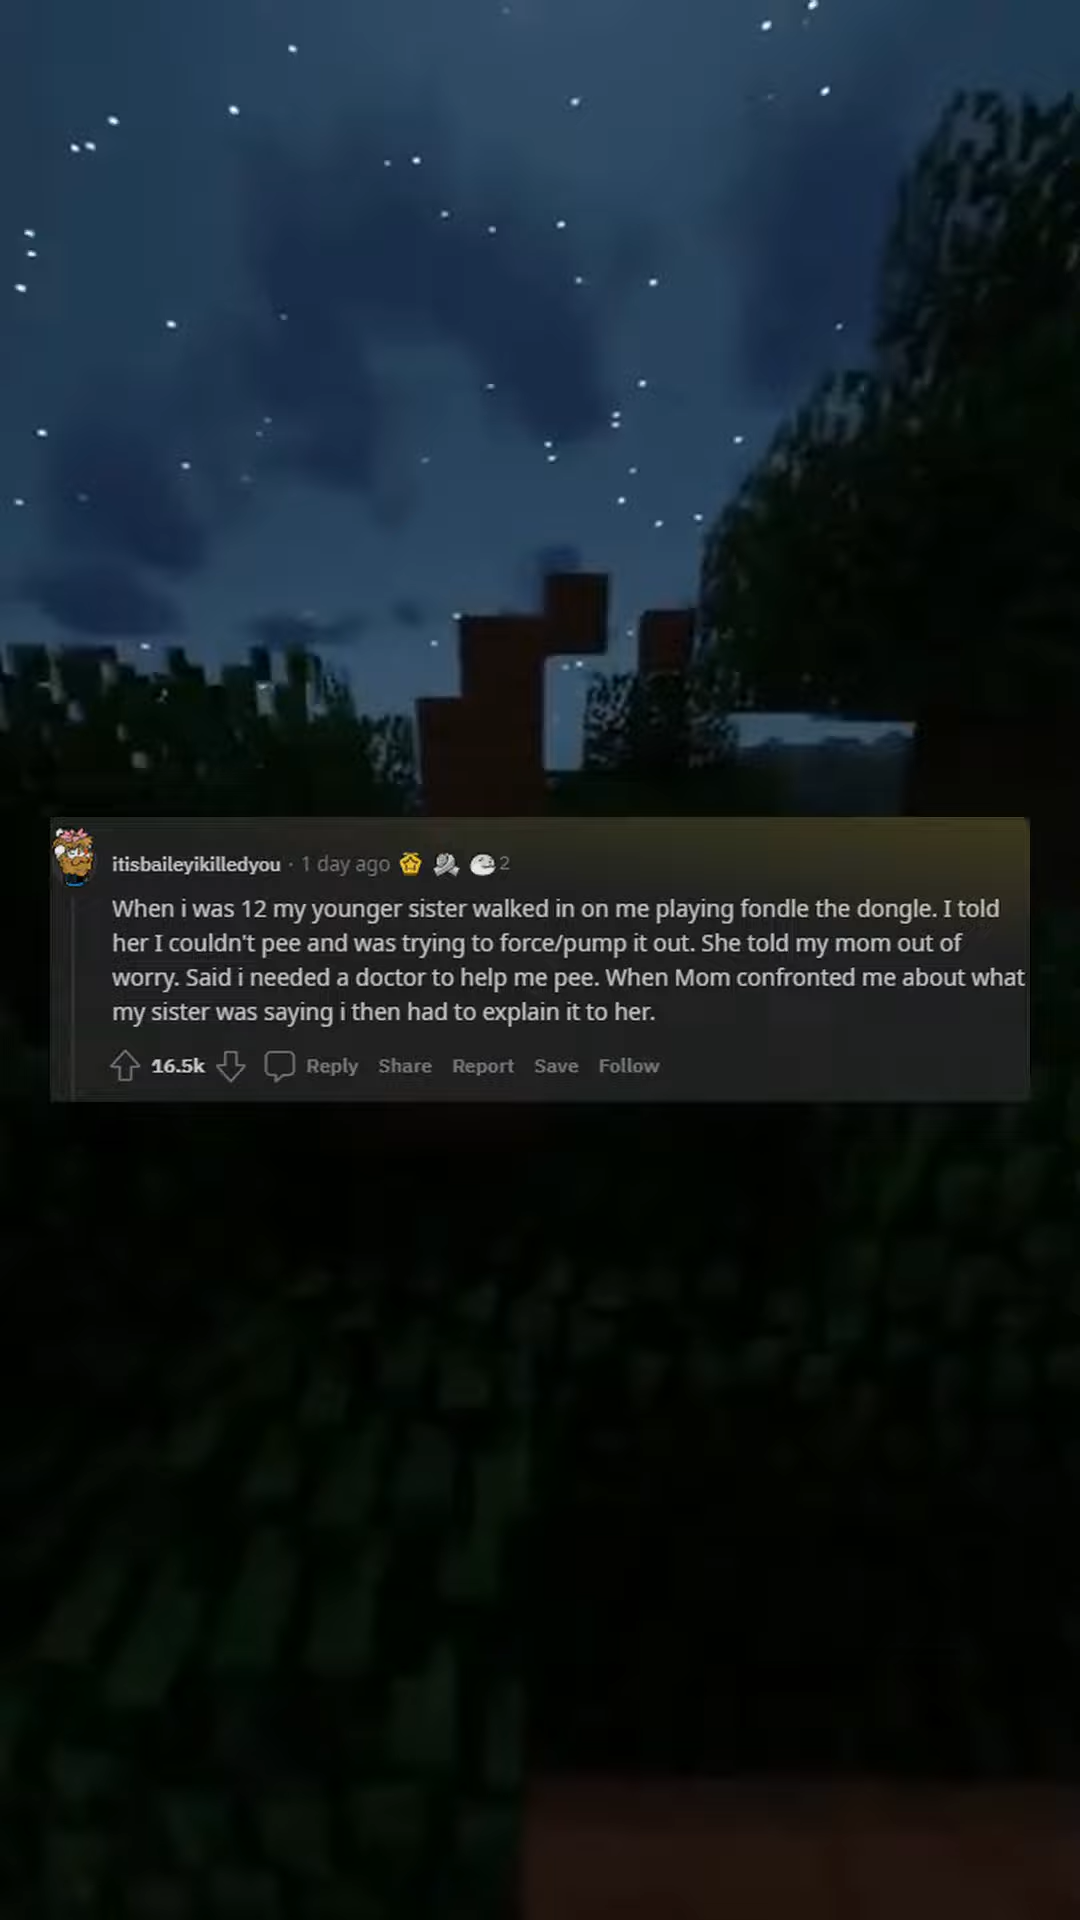 itisbaileyikilledyou · 1 day ago 2
When i was 12 my younger sister walked in on me playing fondle the dongle. I told
her I couldn't pee and was trying to force/pump it out. She told my mom out of
worry. Said i needed a doctor to help me pee. When Mom confronted me about what
my sister was saying i then had to explain it to her.
16.5k Reply Share Report Save Follow